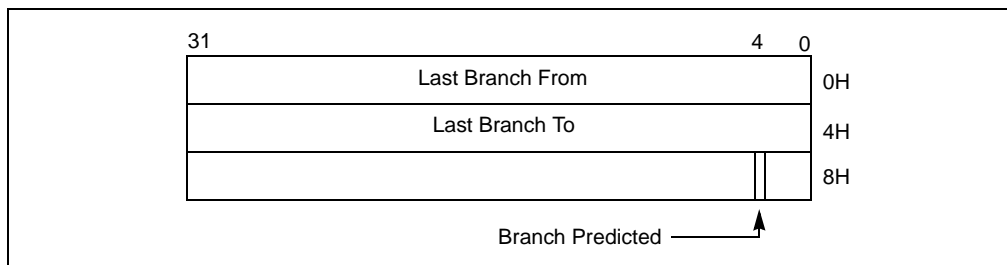 31 4 0
Last Branch From 0H
Last Branch To 4H
8H
Branch Predicted